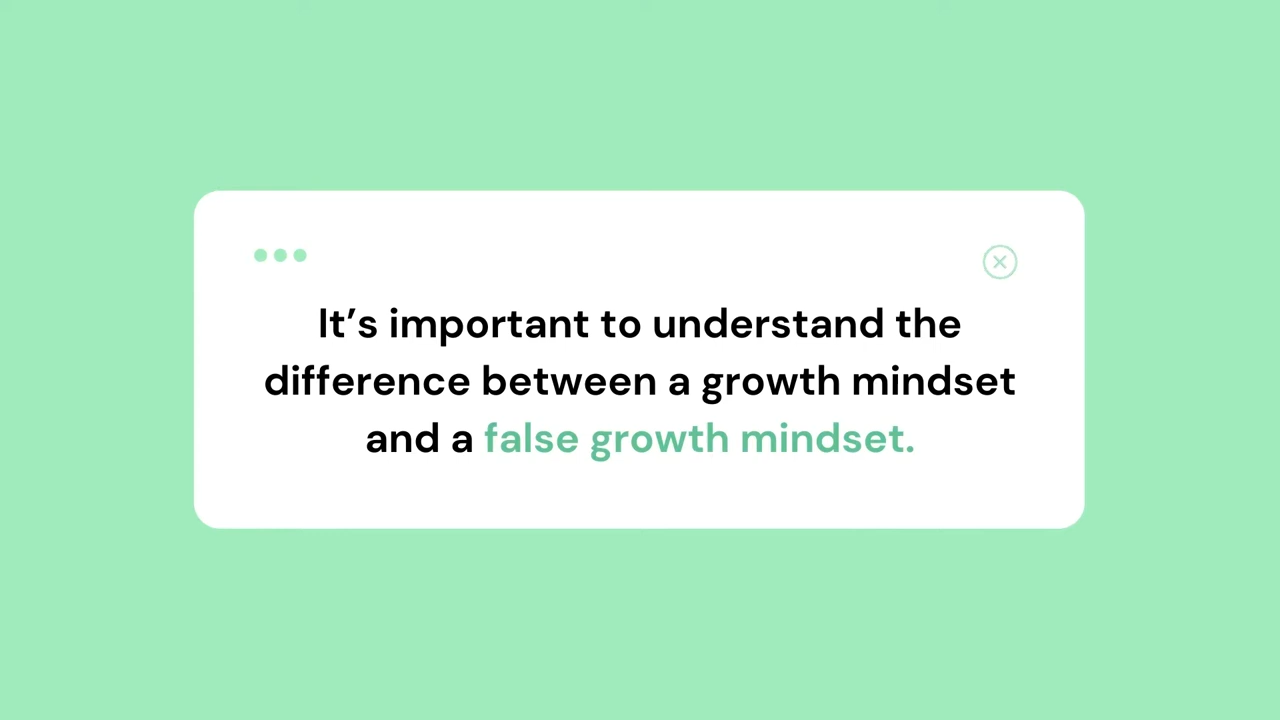 It’s important to understand the
difference between a growth mindset
and a false growth mindset.